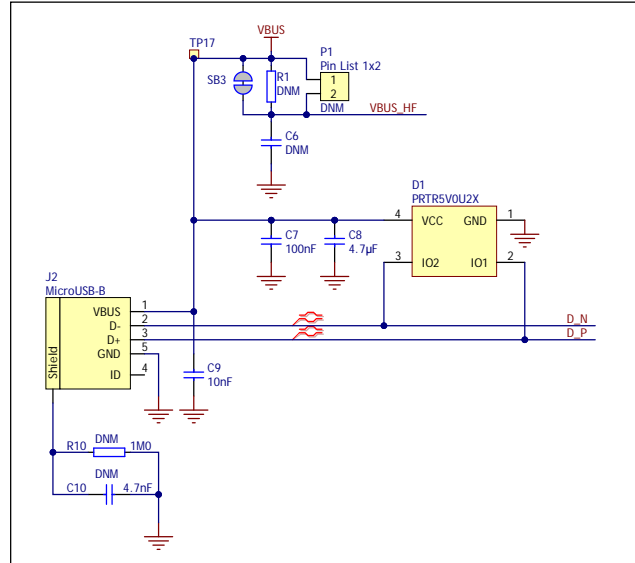 VBUS
TP17
P1
Pin List 1x2
SB3
R1
DNM
1
2
DNM
VBUS_HF
C6
DNM
D1
PRTR5V0U2X
4
VCC
GND
1
C7
100nF
C8
4.7µF
3
IO2
IO1
2
J2
MicroUSB-B
VBUS
1
D-
2
D+
3
GND
5
ID
4
Shield
D_N
D_P
C9
10nF
R10
DNM
1M0
C10
DNM
4.7nF